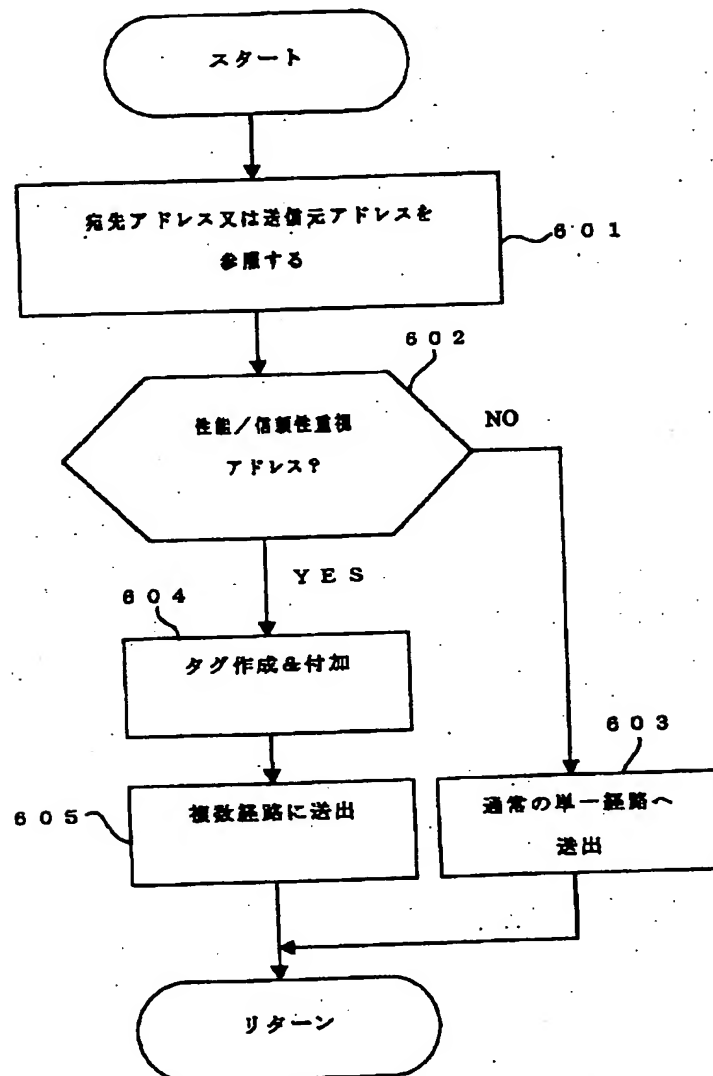 スタート
宛先アドレス又は送信元アドレスを
参照する
601
602
性能/信頼性重視
アドレス?
NO
YES
604
タグ作成&付加
603
605
複数経路に送出
通常の単一経路へ
送出
リターン